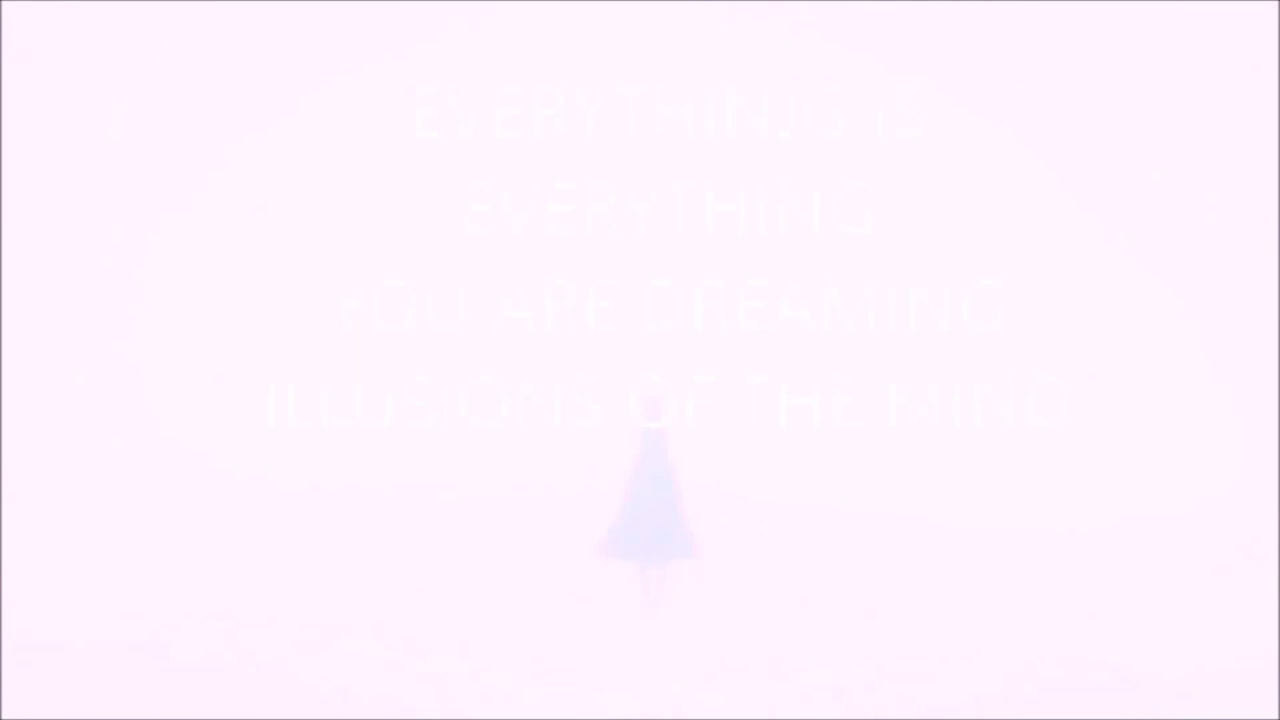 EVERYTHING IS
EVERYTHING
YOU ARE DREAMING
ILLUSIONS OF THE MIND